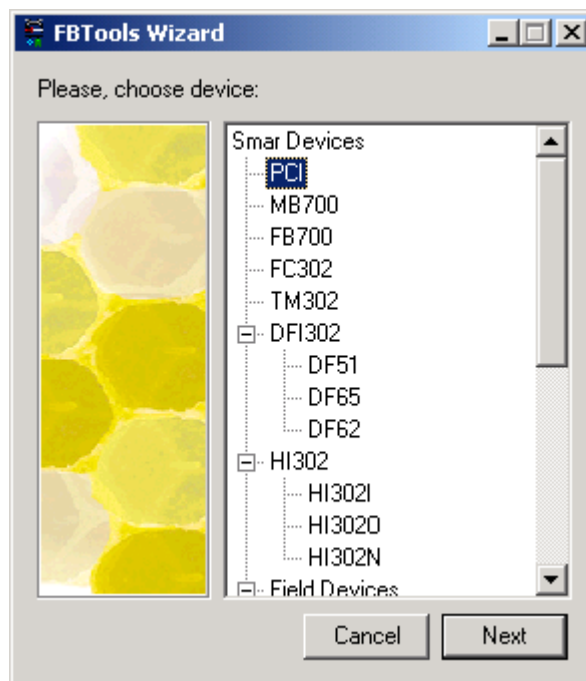 FBTools Wizard
Please, choose device:
Smar Devices
PCI
MB700
FB700
FC302
TM302
DFI302
DF51
DF65
DF62
HI302
HI302I
HI302O
HI302N
Field Devices
Cancel
Next